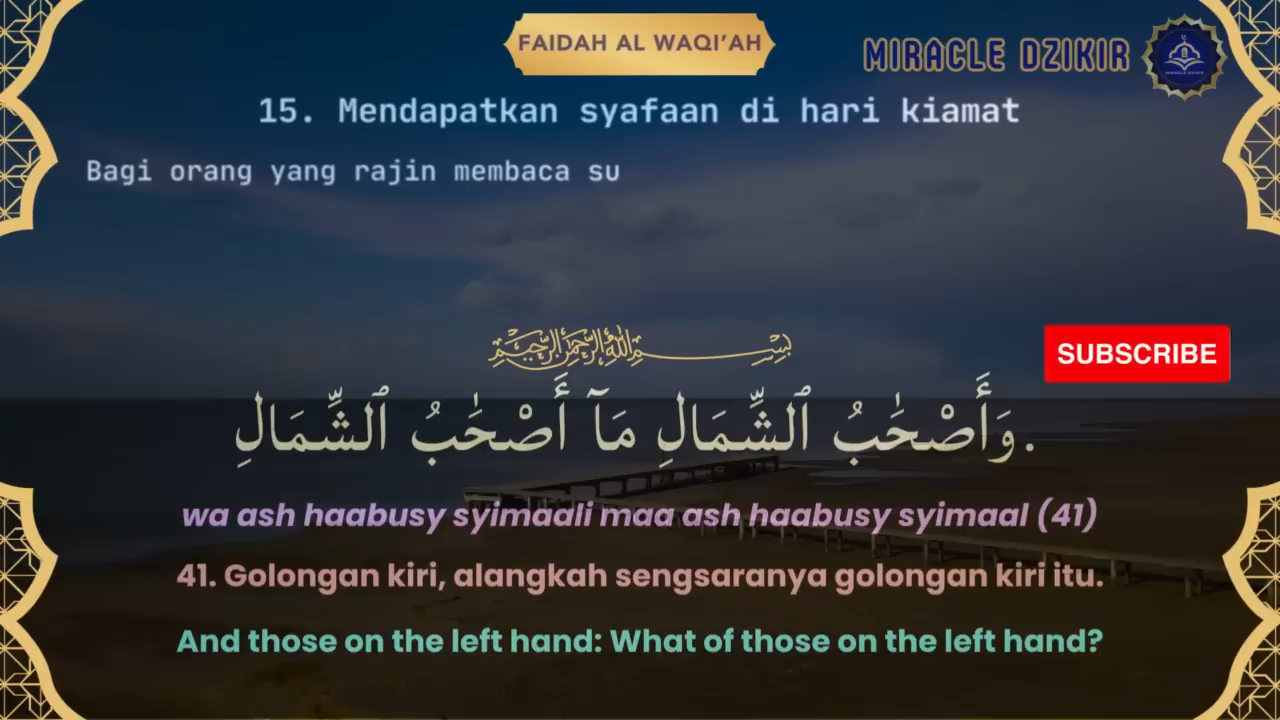 FAIDAH AL WAQI’AH
MIRACLE DZIKIR
15. Mendapatkan syafaan di hari kiamat
Bagi orang yang rajin membaca su
بِسْمِ اللَّهِ الرَّحْمَٰنِ الرَّحِيمِ
SUBSCRIBE
وَأَصْحَٰبُ ٱلشِّمَالِ مَآ أَصْحَٰبُ ٱلشِّمَالِ.
wa ash haabusy syimaali maa ash haabusy syimaal (41)
41. Golongan kiri, alangkah sengsaranya golongan kiri itu.
And those on the left hand: What of those on the left hand?